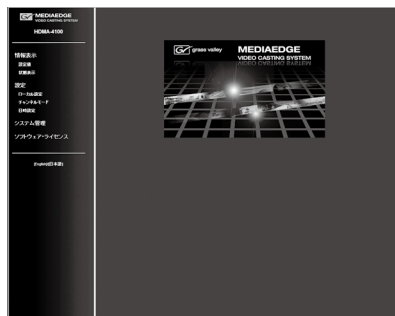 GV MEDIAEDGE
VIDEO CASTING SYSTEM
HDMA-4100
情報表示
設定値
状態表示
設定
ローカル設定
チャンネルモード
日時設定
システム管理
ソフトウェア・ライセンス
[English][日本語]
GV grass valley
MEDIAEDGE
VIDEO CASTING SYSTEM